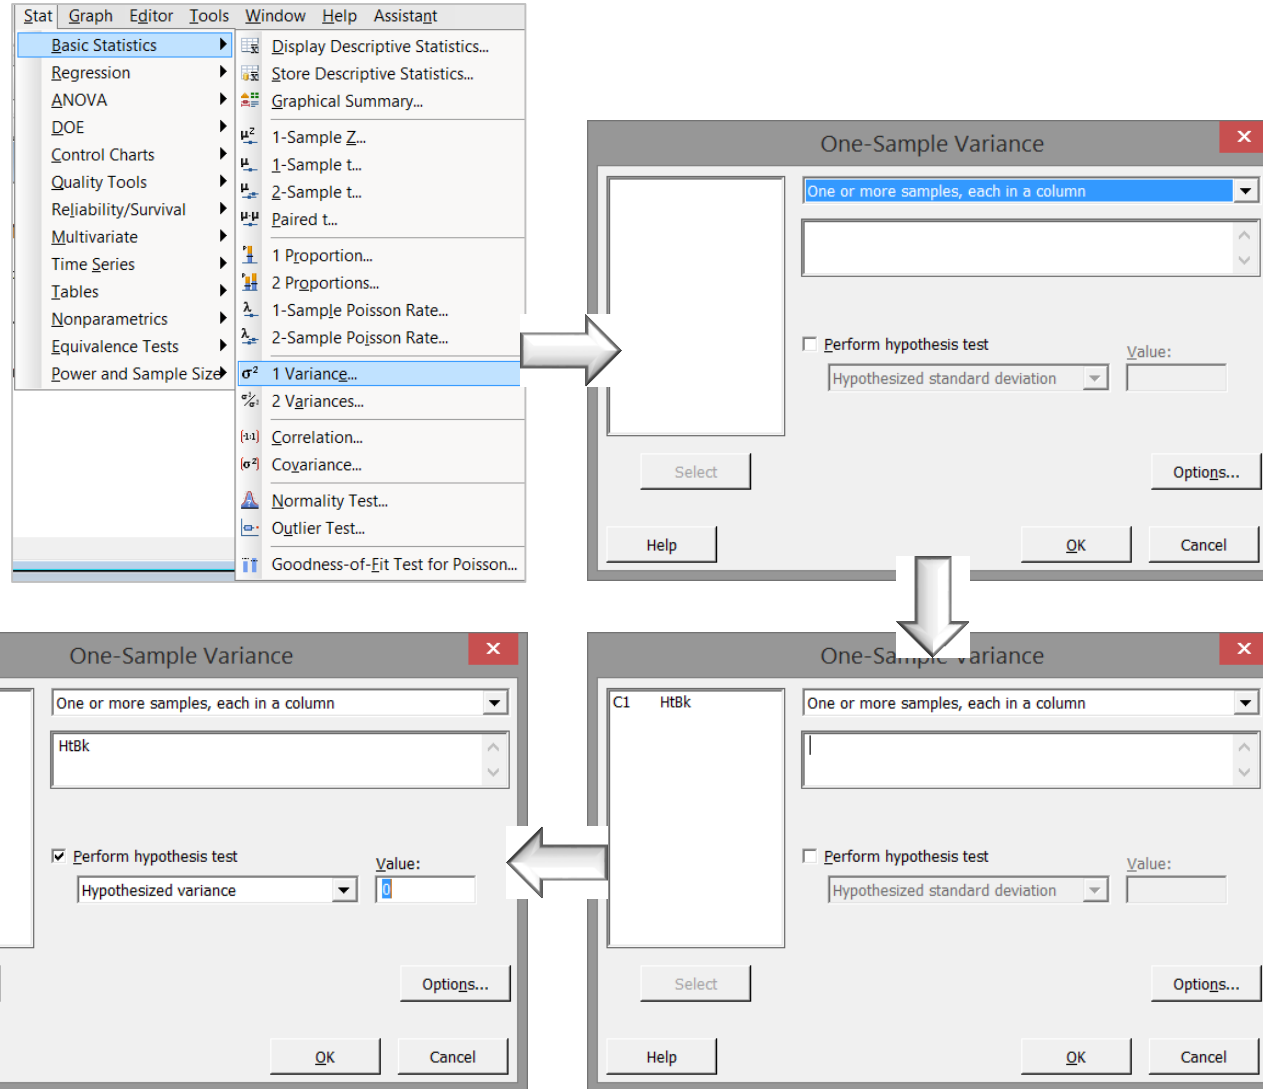 Stat Graph Editor Tools Window Help Assistant
Basic Statistics
Regression
ANOVA
DOE
Control Charts
Quality Tools
Reliability/Survival
Multivariate
Time Series
Tables
Nonparametrics
Equivalence Tests
Power and Sample Size
Display Descriptive Statistics...
Store Descriptive Statistics...
Graphical Summary...
μz 1-Sample Z...
μ 1-Sample t...
μ 2-Sample t...
μ-μ Paired t...
P 1 Proportion...
P 2 Proportions...
λ 1-Sample Poisson Rate...
λ 2-Sample Poisson Rate...
σ² 1 Variance...
2 Variances...
Correlation...
Covariance...
Normality Test...
Outlier Test...
Goodness-of-Fit Test for Poisson...
One-Sample Variance
One or more samples, each in a column
Perform hypothesis test
Value:
Hypothesized standard deviation
Select
Options...
Help
OK
Cancel
One-Sample Variance
One or more samples, each in a column
HtBk
Perform hypothesis test
Value:
Hypothesized variance
0
Options...
OK
Cancel
One-Sample Variance
C1 HtBk
One or more samples, each in a column
Perform hypothesis test
Value:
Hypothesized standard deviation
Select
Options...
Help
OK
Cancel